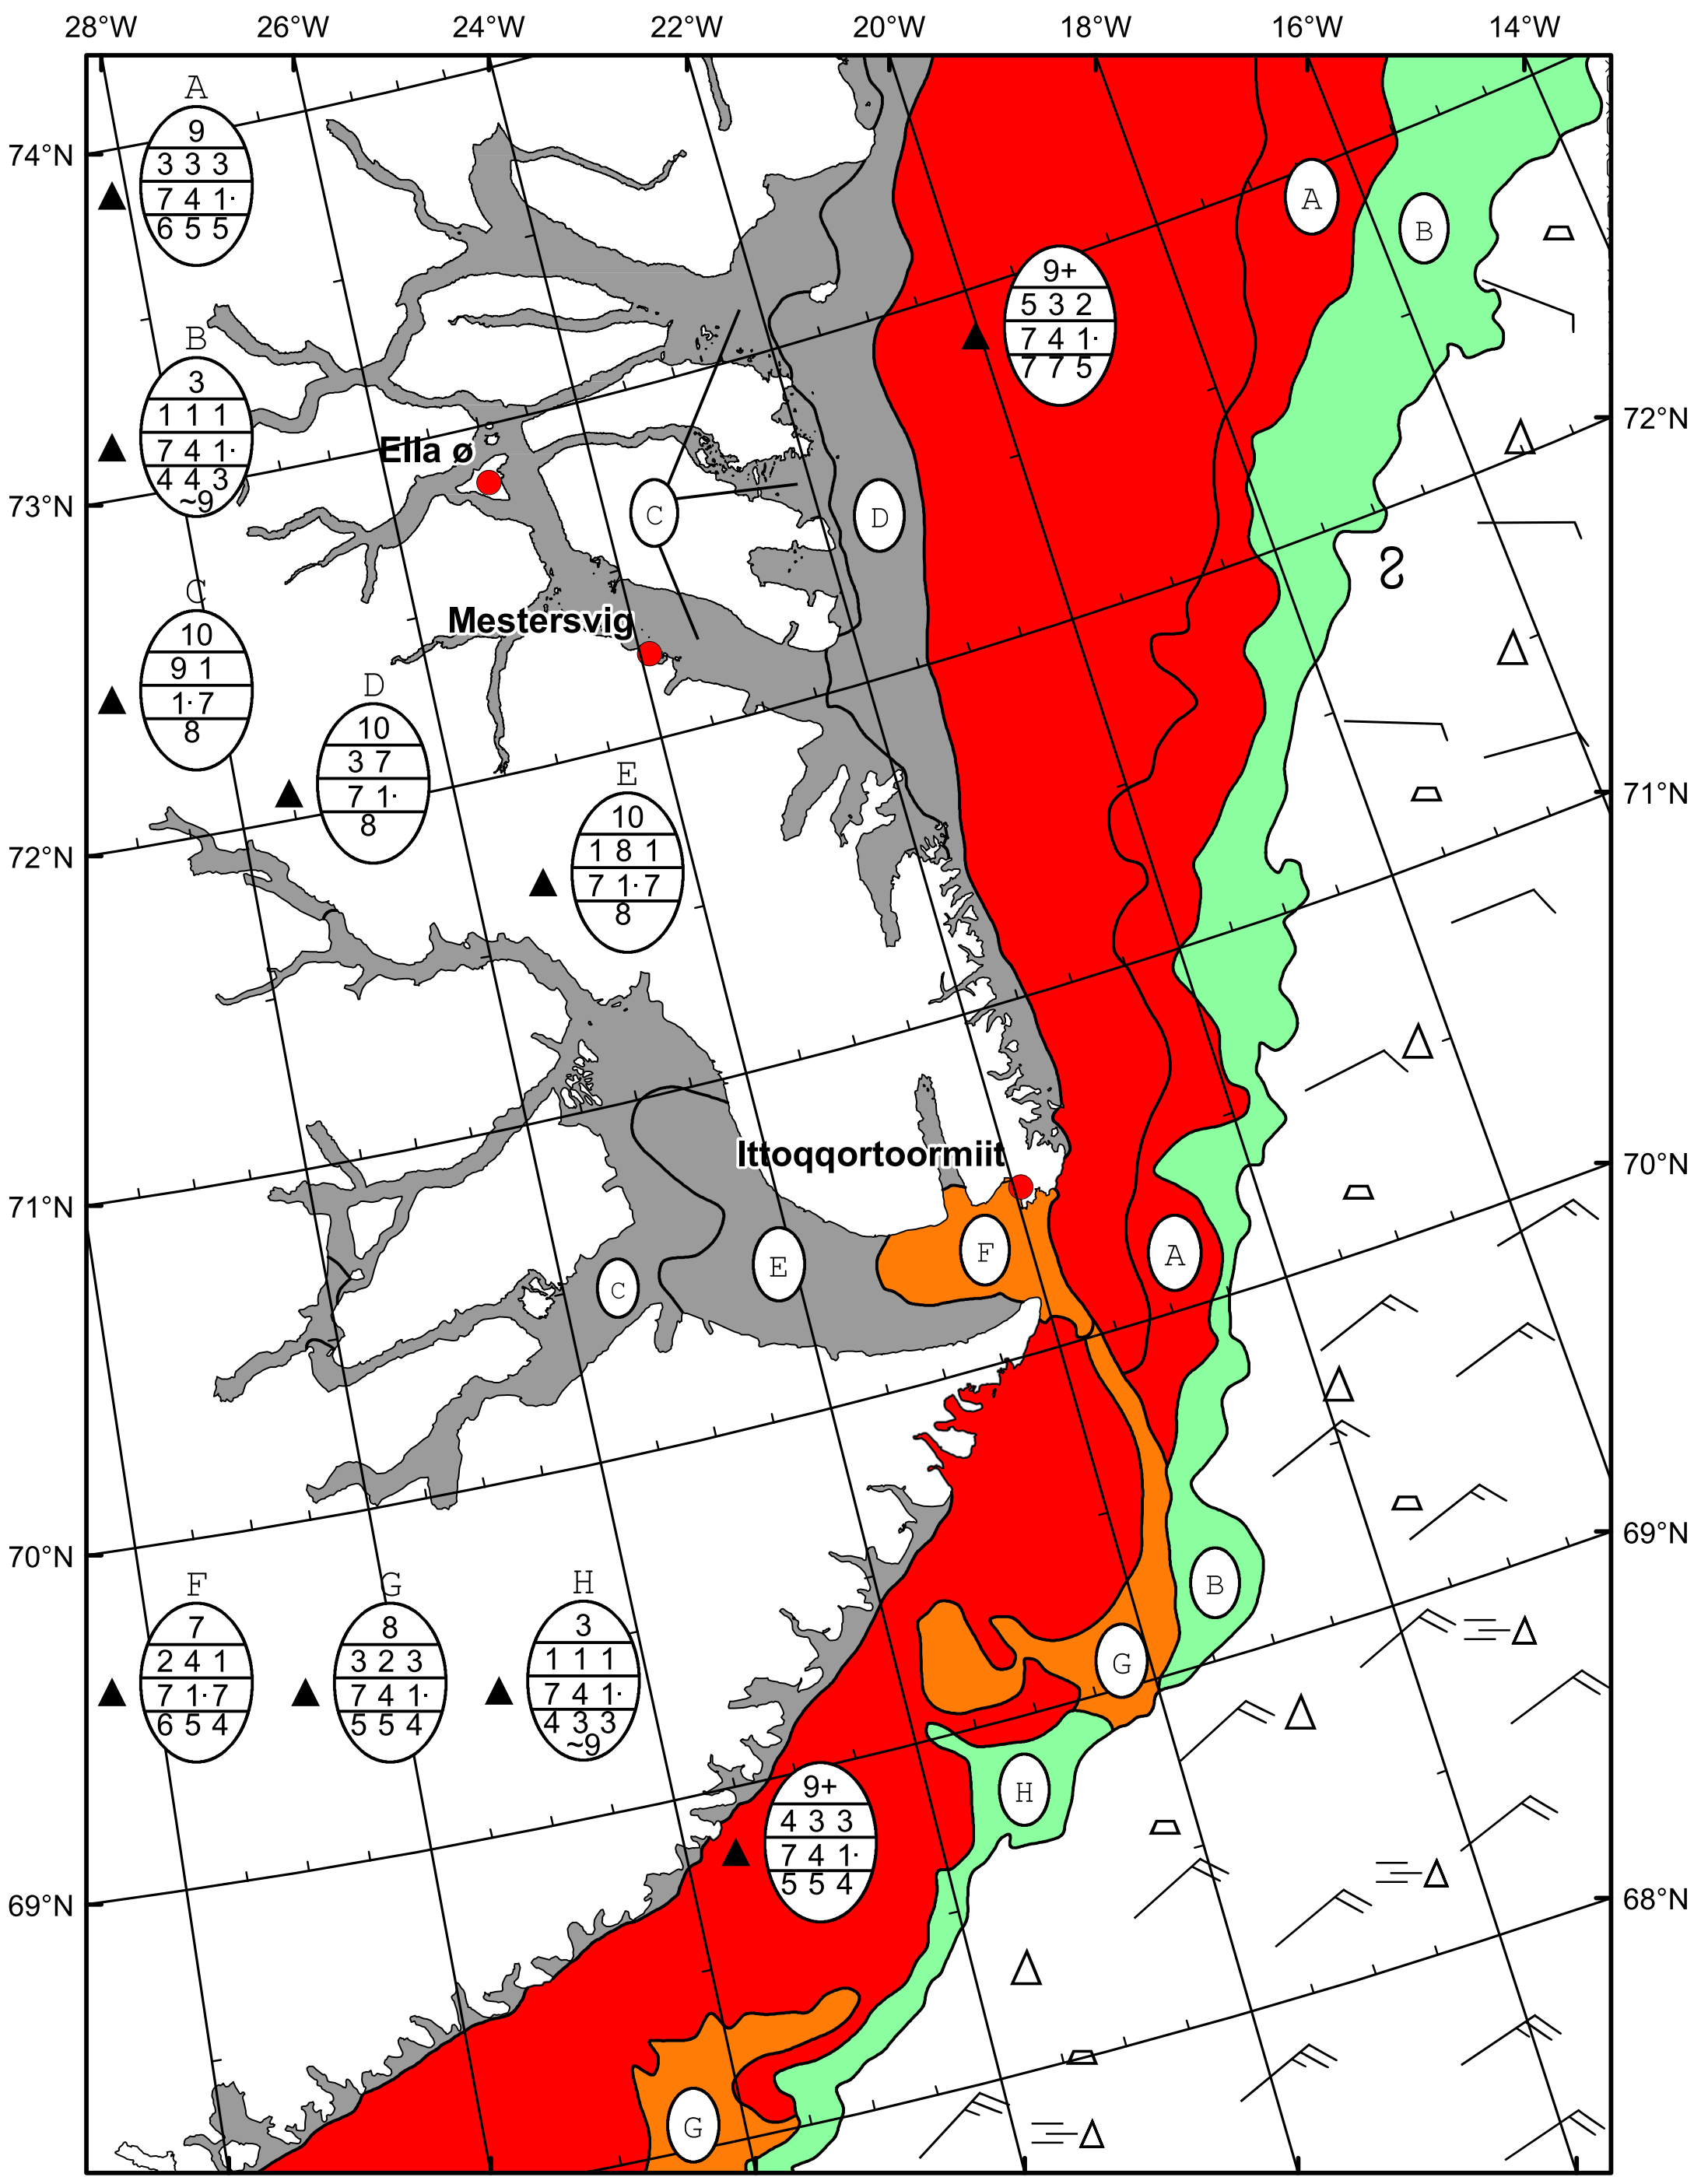 28°W 26°W 24°W 22°W 20°W 18°W 16°W 14°W
74°N
73°N
72°N
71°N
70°N
69°N
72°N
71°N
70°N
69°N
68°N
A
9
3 3 3
7 4 1·
6 5 5
B
3
1 1 1
7 4 1·
4 4 3
~9
C
10
9 1
1· 7
8
D
10
3 7
7 1·
8
E
10
1 8 1
7 1· 7
8
9+
5 3 2
7 4 1·
7 7 5
A
B
Ella ø
C
D
Mestersvig
Ittoqqortoormiit
F
A
E
C
F
7
2 4 1
7 1· 7
6 5 4
G
8
3 2 3
7 4 1·
5 5 4
H
3
1 1 1
7 4 1·
4 3 3
~9
B
G
H
9+
4 3 3
7 4 1·
5 5 4
G